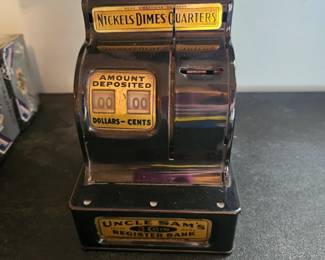 NICKELS DIMES QUARTERS
AMOUNT
DEPOSITED
00 00
DOLLARS-CENTS
UNCLE SAM'S
3 COIN
REGISTER BANK